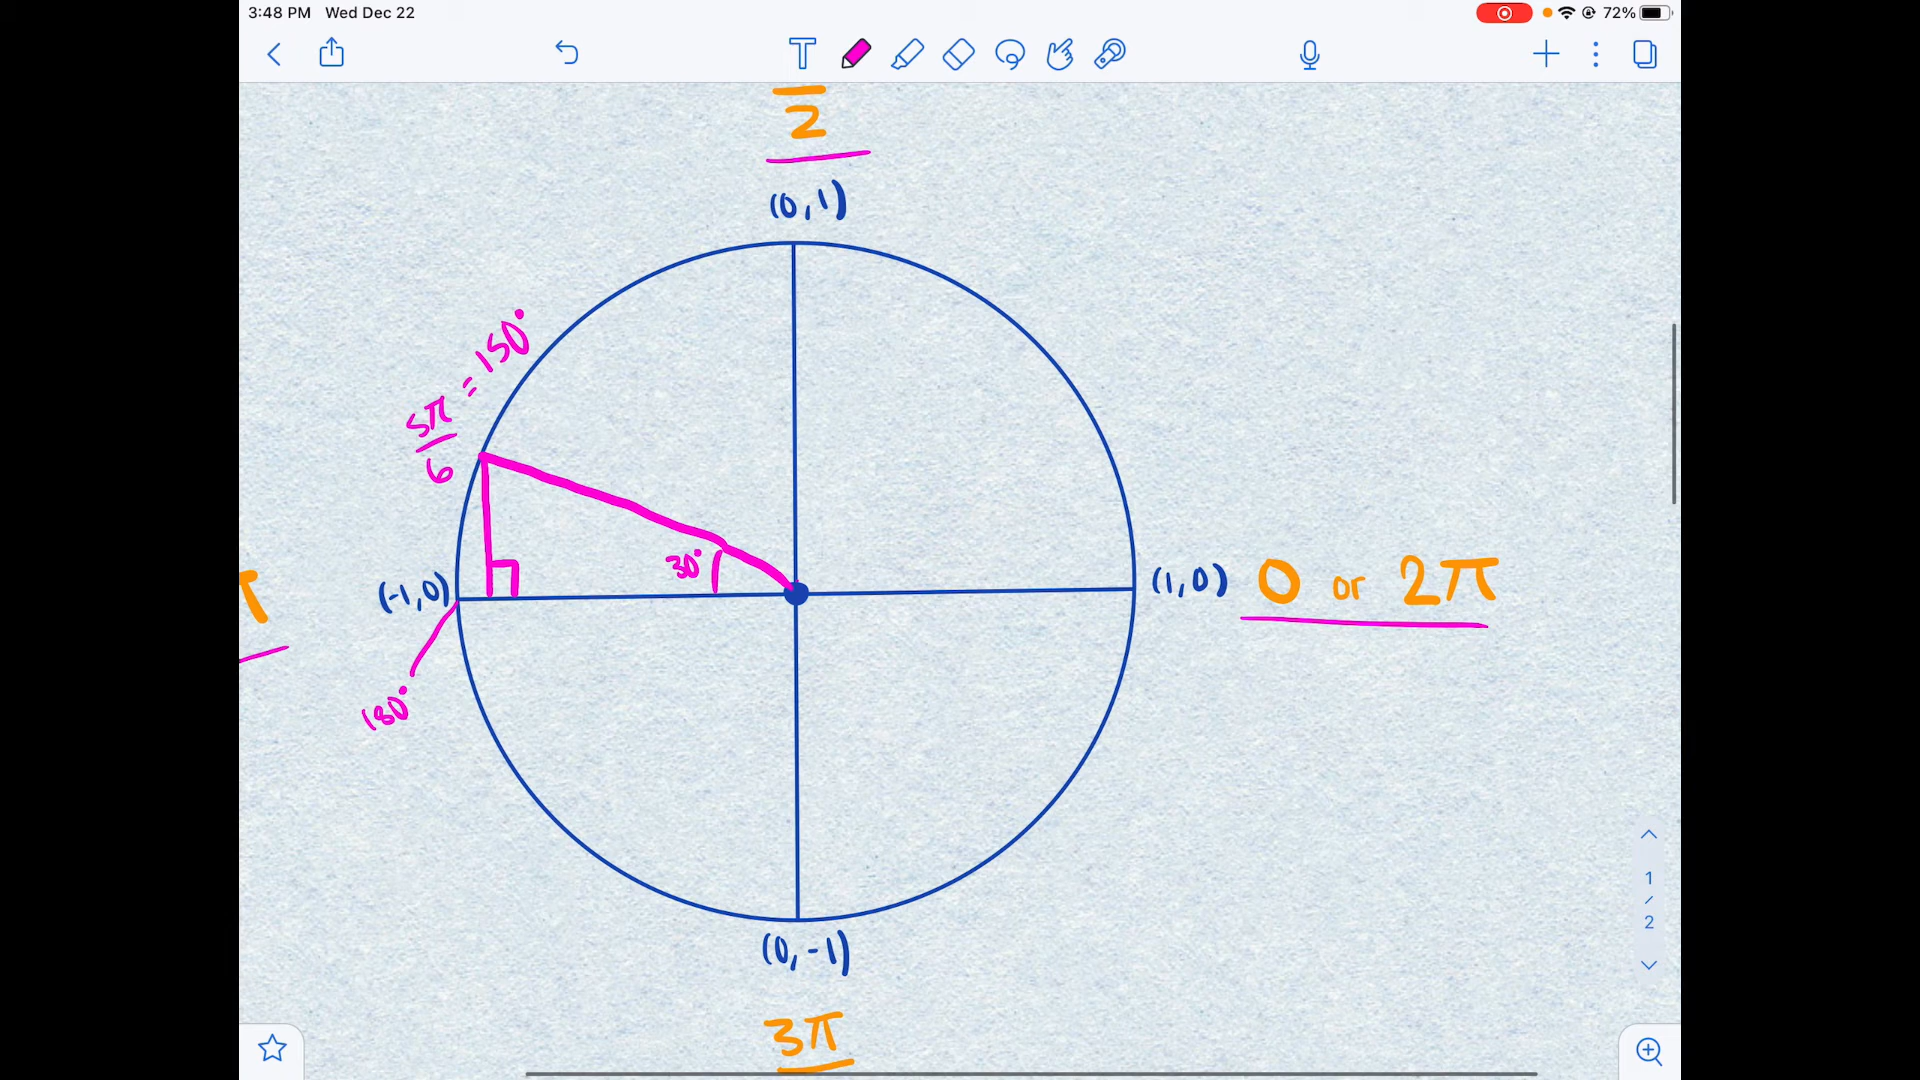 3:48 PM Wed Dec 22
72%
T
2
(0,1)
5π/6 = 150°
30°
π
(-1,0)
(1,0) 0 or 2π
180°
1
/
2
(0,-1)
3π